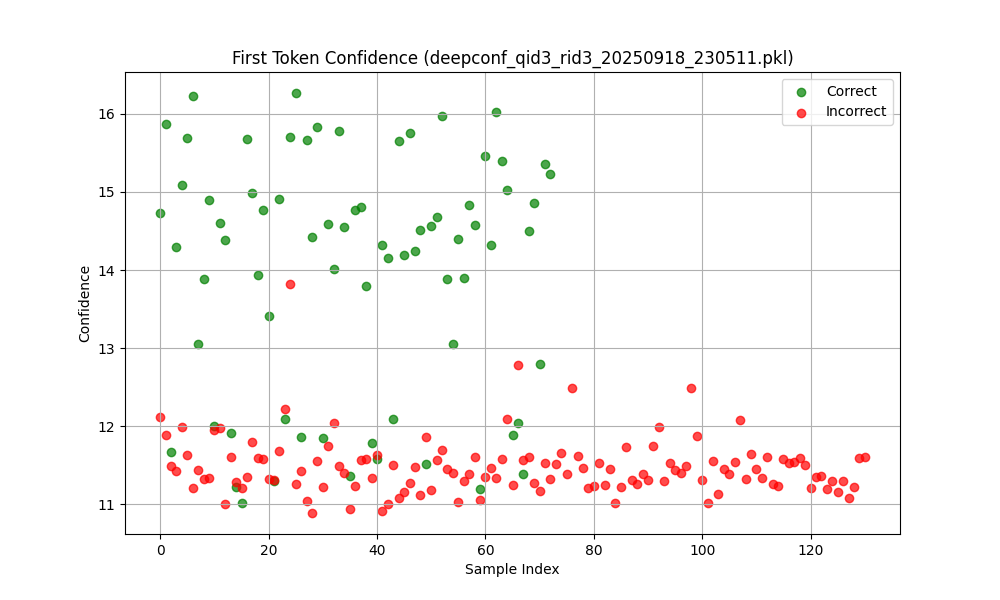 First Token Confidence (deepconf_qid3_rid3_20250918_230511.pkl)
Correct
Incorrect
16
15
14
13
12
11
Confidence
0 20 40 60 80 100 120
Sample Index